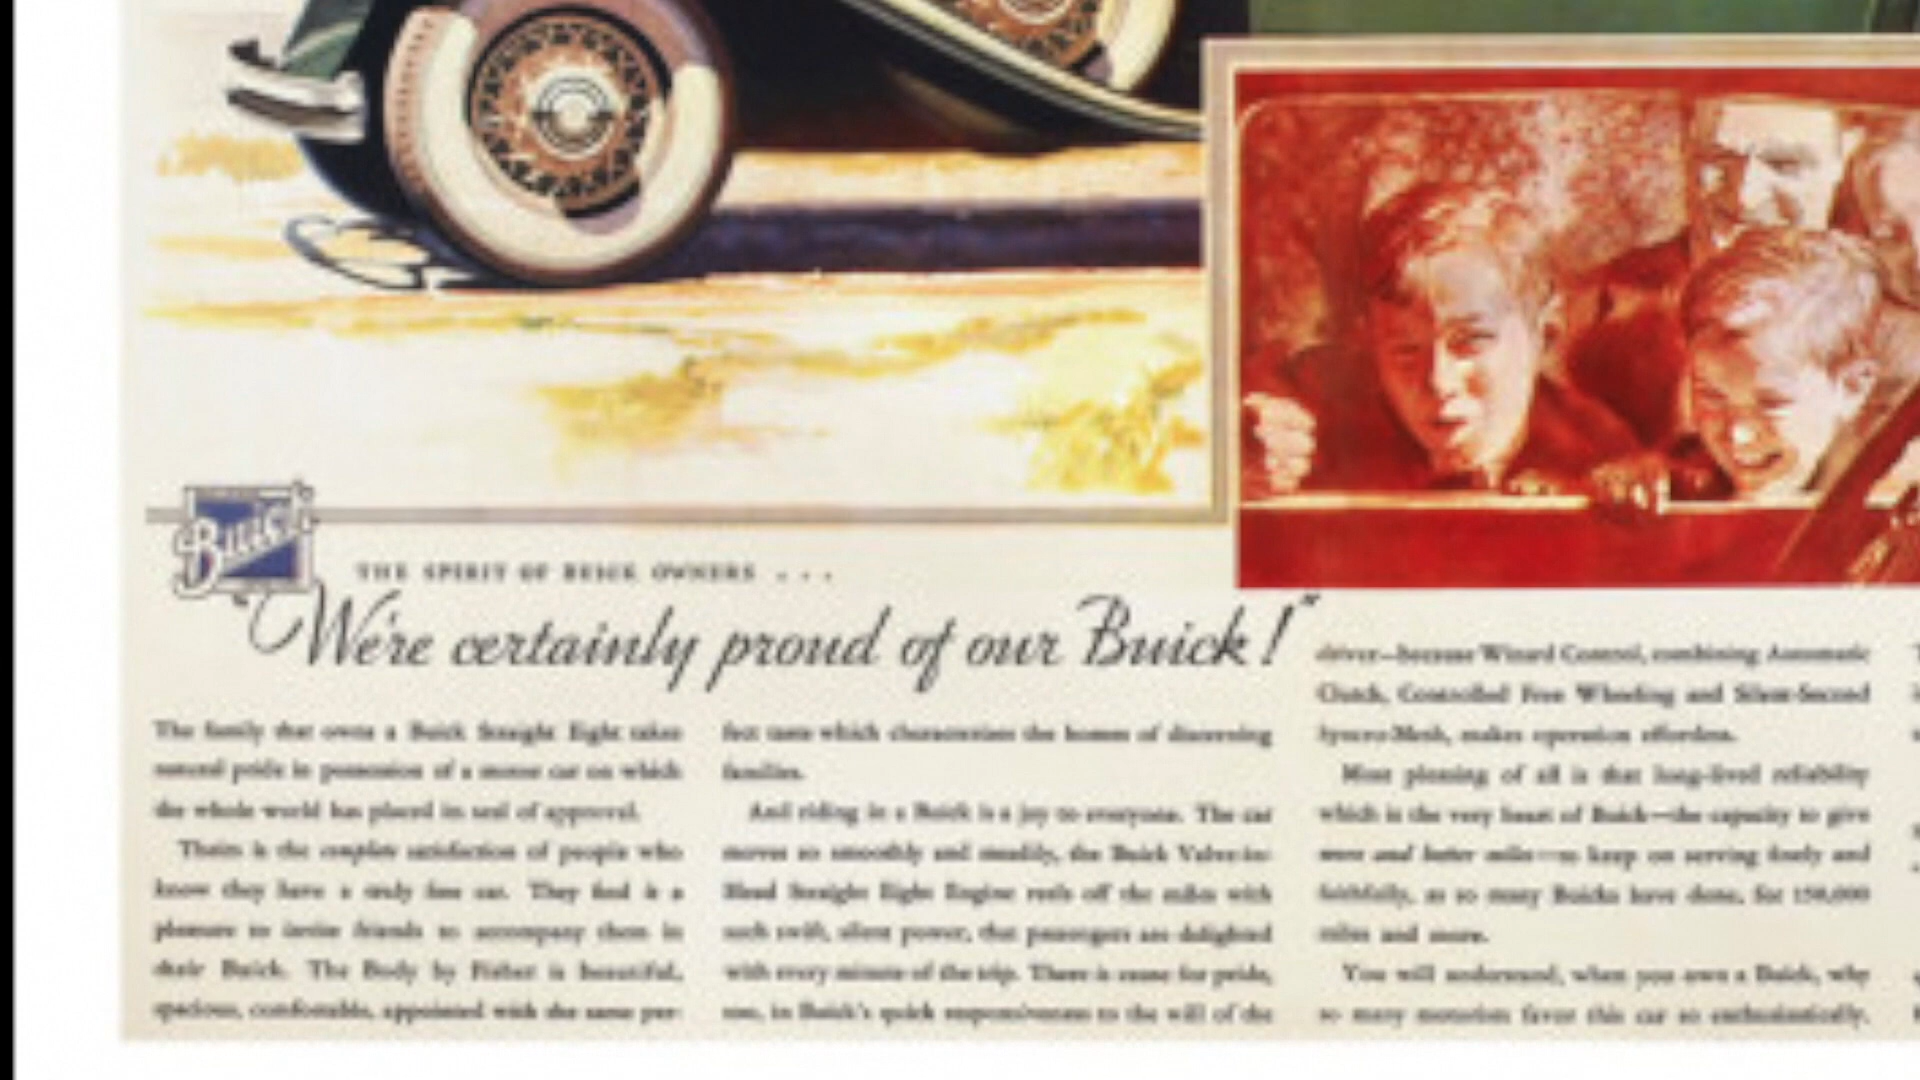 Buick
THE SPIRIT OF BUICK OWNERS . . .
"We're certainly proud of our Buick!"
The family that owns a Buick Straight Eight takes
natural pride in possession of a motor car on which
the whole world has placed its seal of approval.
Theirs is the complete satisfaction of people who
know they have a truly fine car. They find it a
pleasure to invite friends to accompany them in
their Buick. The Body by Fisher is beautiful,
spacious, comfortable, appointed with the same per-
fect taste which characterizes the homes of discerning
families.
And riding in a Buick is a joy to everyone. The car
moves so smoothly and steadily, the Buick Valve-in-
Head Straight Eight Engine reels off the miles with
such swift, silent power, that passengers are delighted
with every minute of the trip. There is cause for pride,
too, in Buick's quick responsiveness to the will of the
driver—because Wizard Control, combining Automatic
Clutch, Controlled Free Wheeling and Silent-Second
Syncro-Mesh, makes operation effortless.
Most pleasing of all is that long-lived reliability
which is the very heart of Buick—the capacity to give
more and better miles—to keep on serving finely and
faithfully, as so many Buicks have done, for 150,000
miles and more.
You will understand, when you own a Buick, why
so many motorists favor this car so enthusiastically.